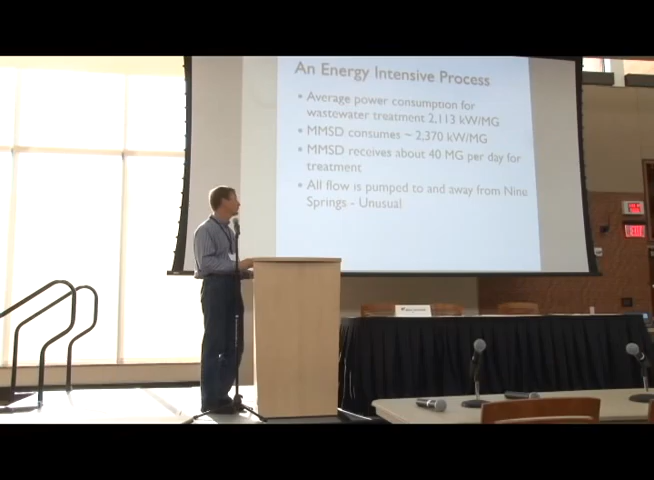 An Energy Intensive Process
• Average power consumption for
wastewater treatment 2,113 kW/MG
• MMSD consumes ~ 2,370 kW/MG
• MMSD receives about 40 MG per day for
treatment
• All flow is pumped to and away from Nine
Springs - Unusual!
EXIT
EXIT